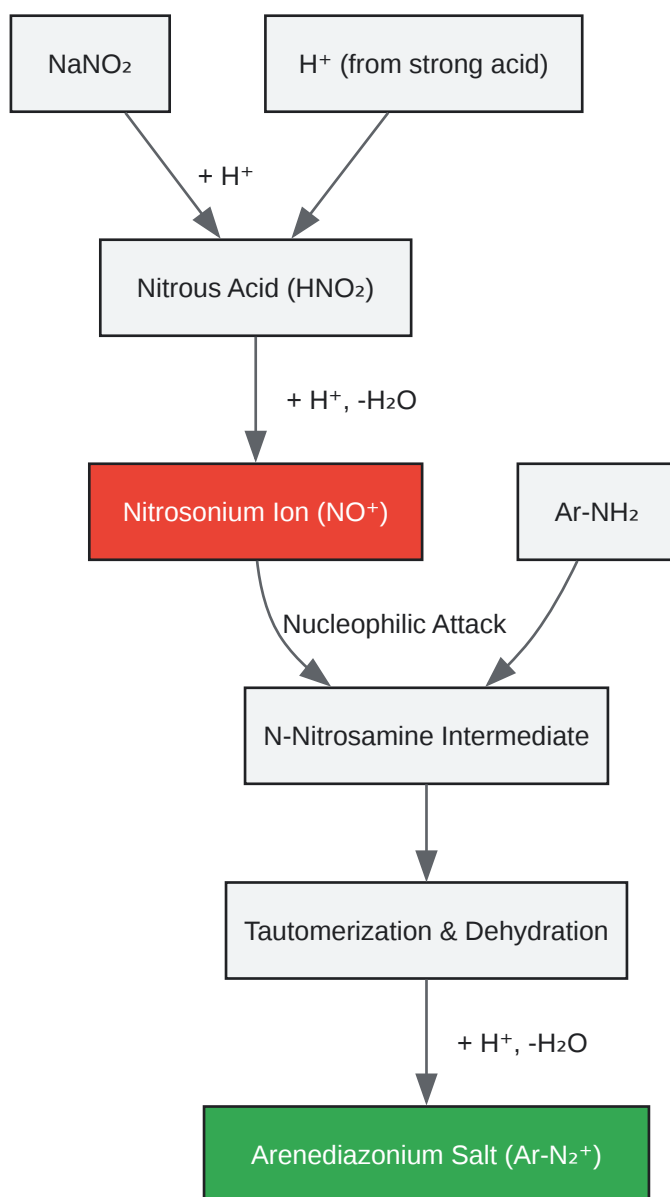 NaNO₂
H⁺ (from strong acid)
+ H⁺
Nitrous Acid (HNO₂)
+ H⁺, -H₂O
Nitrosonium Ion (NO⁺)
Ar-NH₂
Nucleophilic Attack
N-Nitrosamine Intermediate
Tautomerization & Dehydration
+ H⁺, -H₂O
Arenediazonium Salt (Ar-N₂⁺)